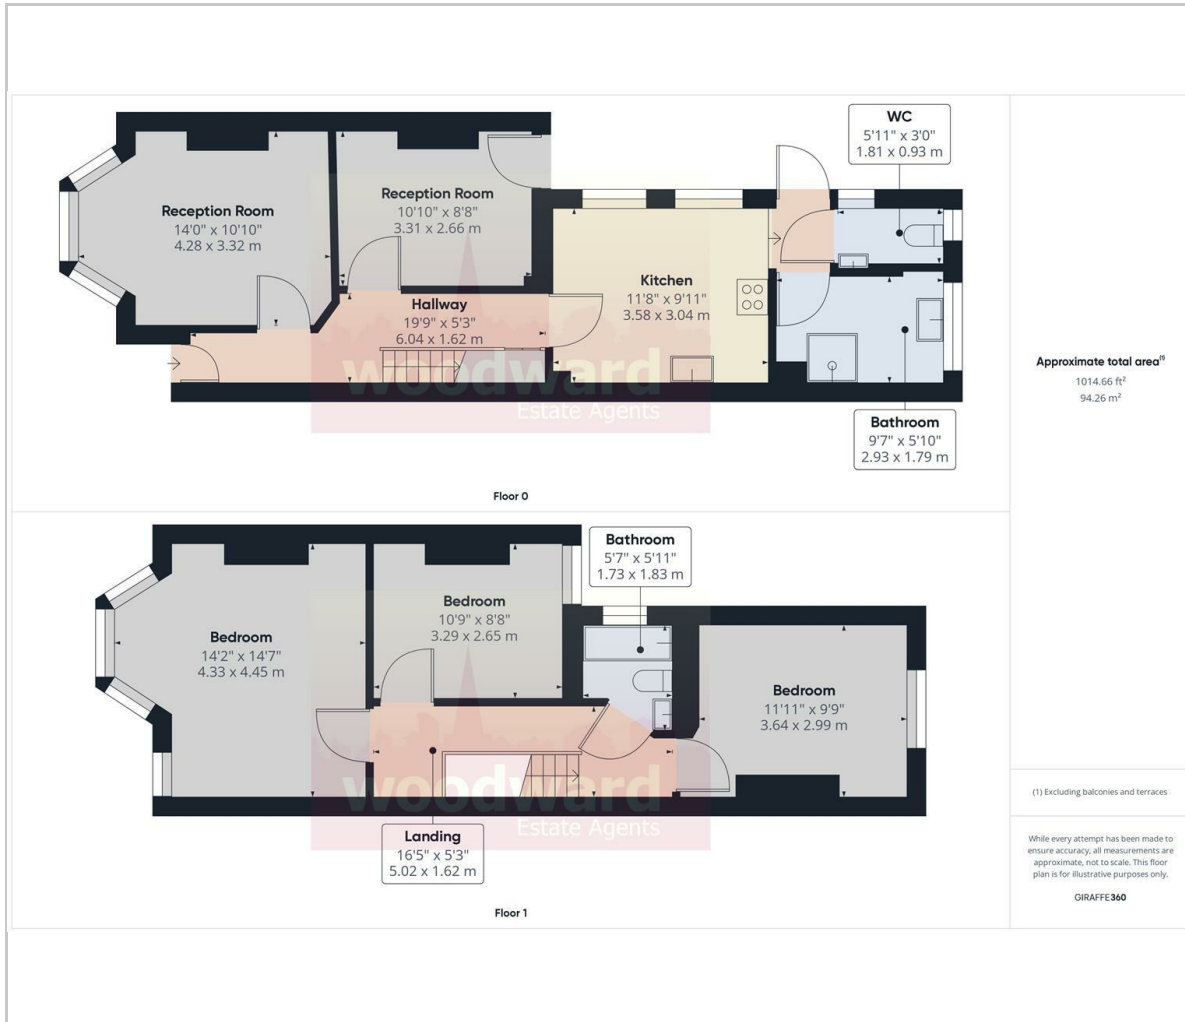 WC
5'11" x 3'0"
1.81 x 0.93 m
Reception Room
14'0" x 10'10"
4.28 x 3.32 m
Reception Room
10'10" x 8'8"
3.31 x 2.66 m
Kitchen
11'8" x 9'11"
3.58 x 3.04 m
Hallway
19'9" x 5'3"
6.04 x 1.62 m
woodward
Estate Agents
Bathroom
9'7" x 5'10"
2.93 x 1.79 m
Floor 0
Bathroom
5'7" x 5'11"
1.73 x 1.83 m
Bedroom
14'2" x 14'7"
4.33 x 4.45 m
Bedroom
10'9" x 8'8"
3.29 x 2.65 m
Bedroom
11'11" x 9'9"
3.64 x 2.99 m
woodward
Estate Agents
Landing
16'5" x 5'3"
5.02 x 1.62 m
Floor 1
Approximate total area(1)
1014.66 ft²
94.26 m²
(1) Excluding balconies and terraces
While every attempt has been made to
ensure accuracy, all measurements are
approximate, not to scale. This floor
plan is for illustrative purposes only.
GIRAFFE360